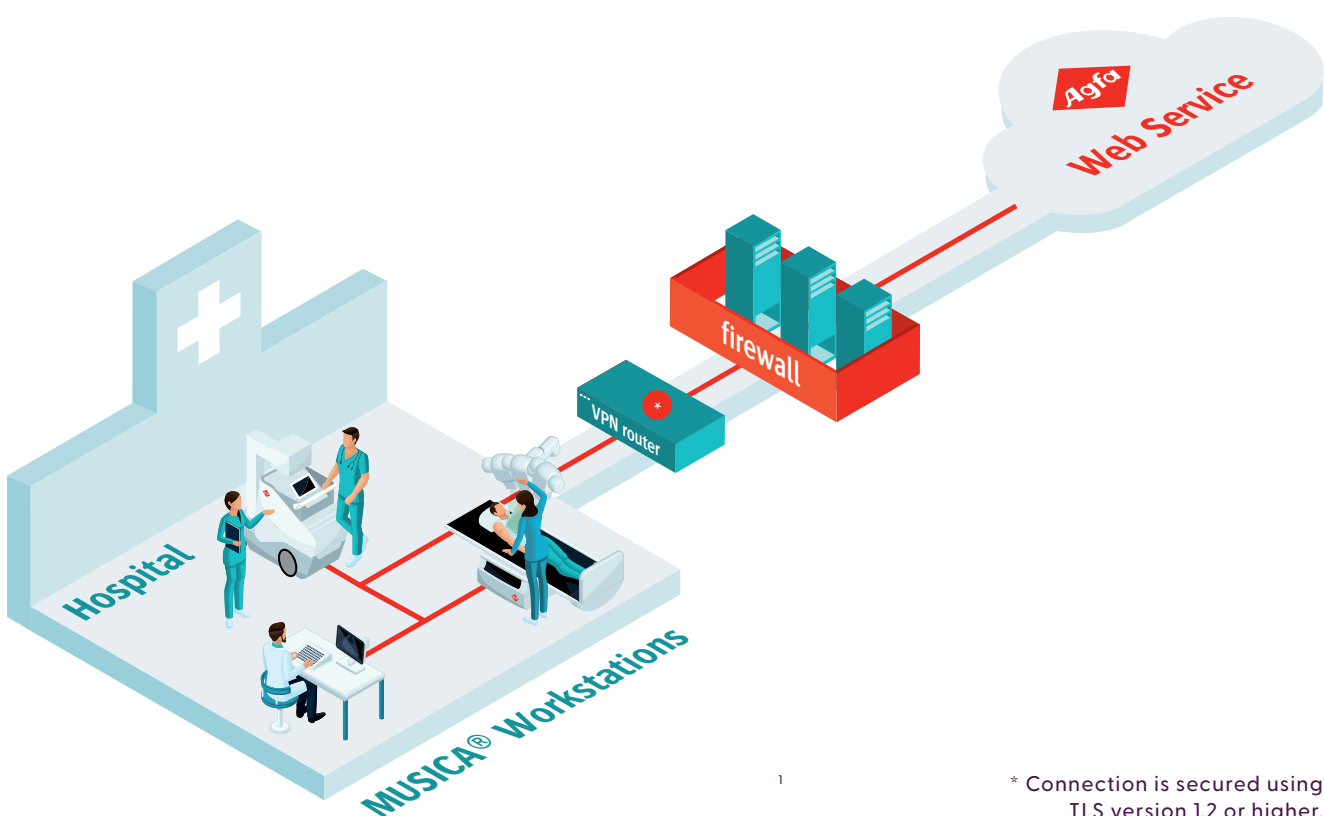 Agfa
Web Service
firewall
*
VPN router
Hospital
MUSICA® Workstations
1
* Connection is secured using
TLS version 1.2 or higher.